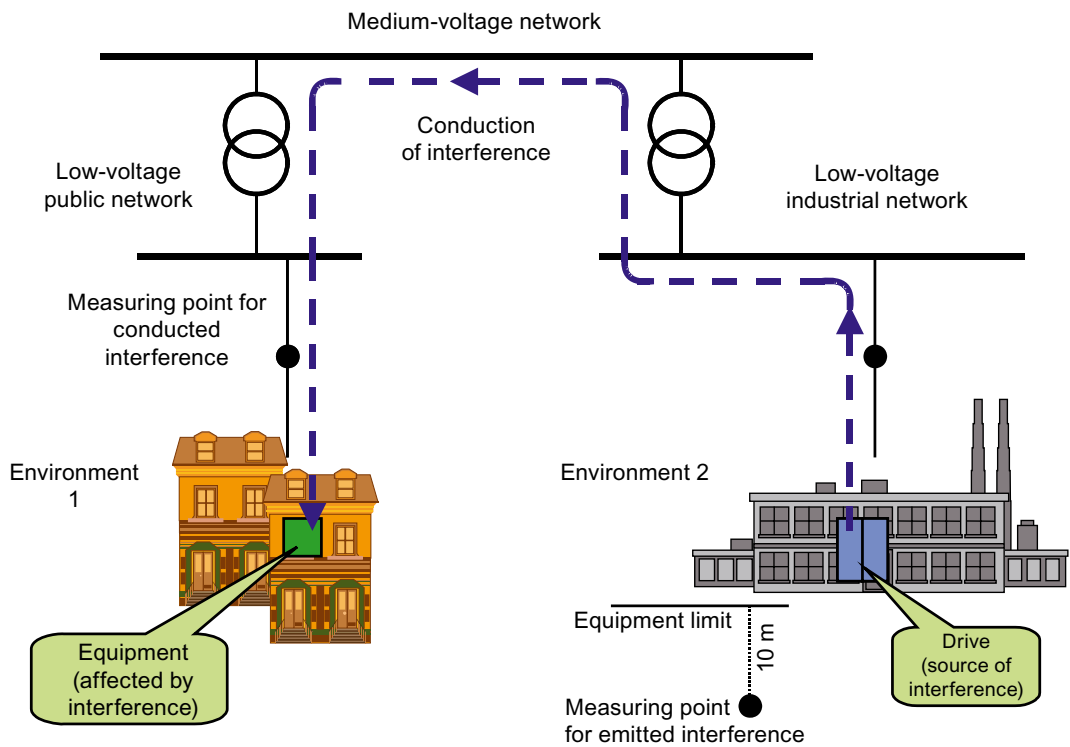 Medium-voltage network
Conduction
of interference
Low-voltage
public network
Low-voltage
industrial network
Measuring point for
conducted
interference
Environment
1
Environment 2
Equipment
(affected by
interference)
Equipment limit
10 m
Drive
(source of
interference)
Measuring point
for emitted interference